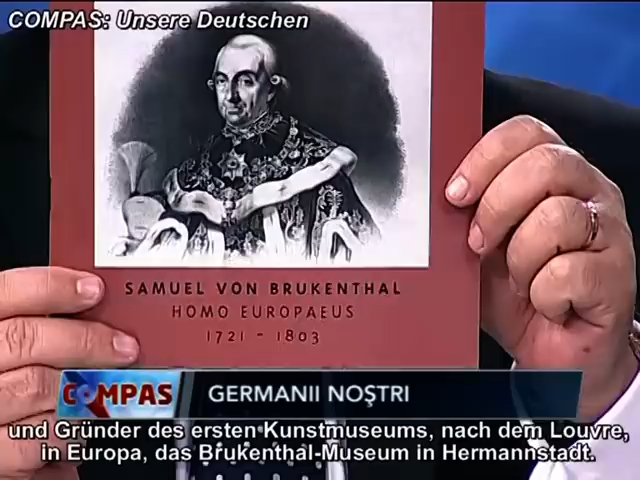 COMPAS: Unsere Deutschen
SAMUEL VON BRUKENTHAL
HOMO EUROPAEUS
1721 - 1803
COMPAS
GERMANII NOŞTRI
und Gründer des ersten Kunstmuseums, nach dem Louvre,
in Europa, das Brukenthal-Museum in Hermannstadt.